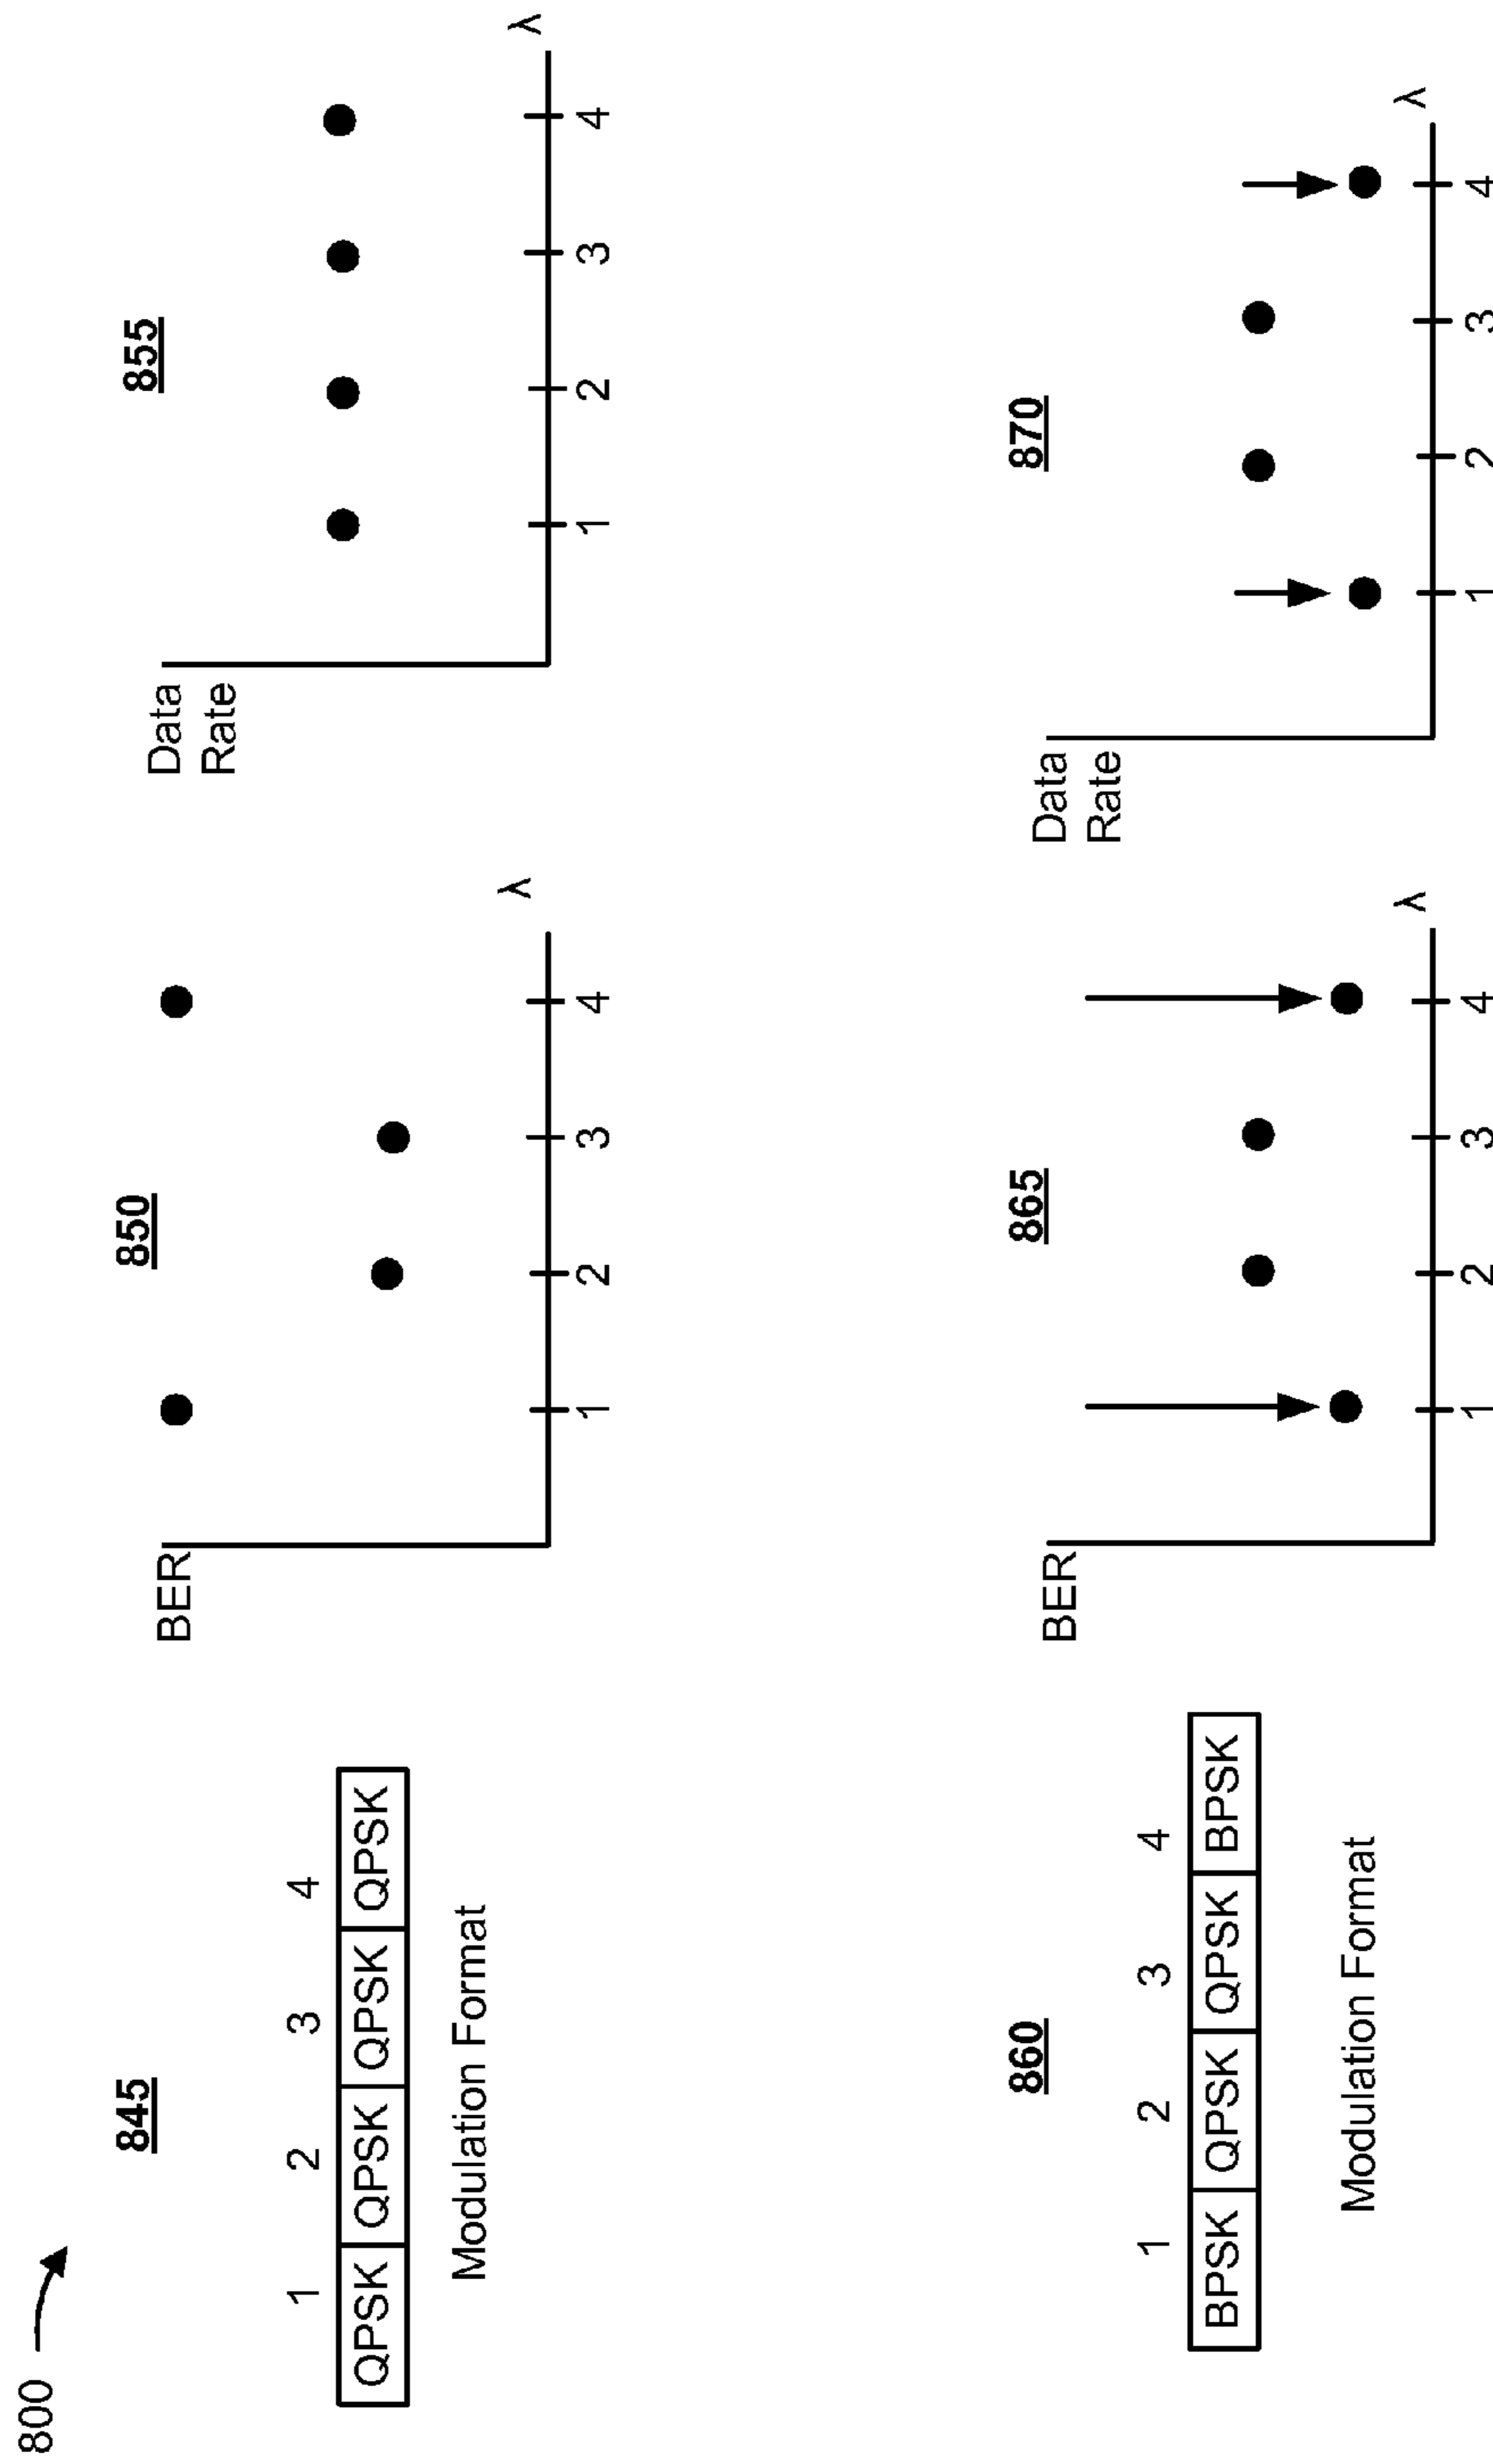 800
845
1 2 3 4
QPSK QPSK QPSK QPSK
Modulation Format
850
BER
1 2 3 4
λ
855
Data
Rate
1 2 3 4
λ
860
1 2 3 4
BPSK QPSK QPSK BPSK
Modulation Format
865
BER
1 2 3 4
λ
870
Data
Rate
1 2 3 4
λ